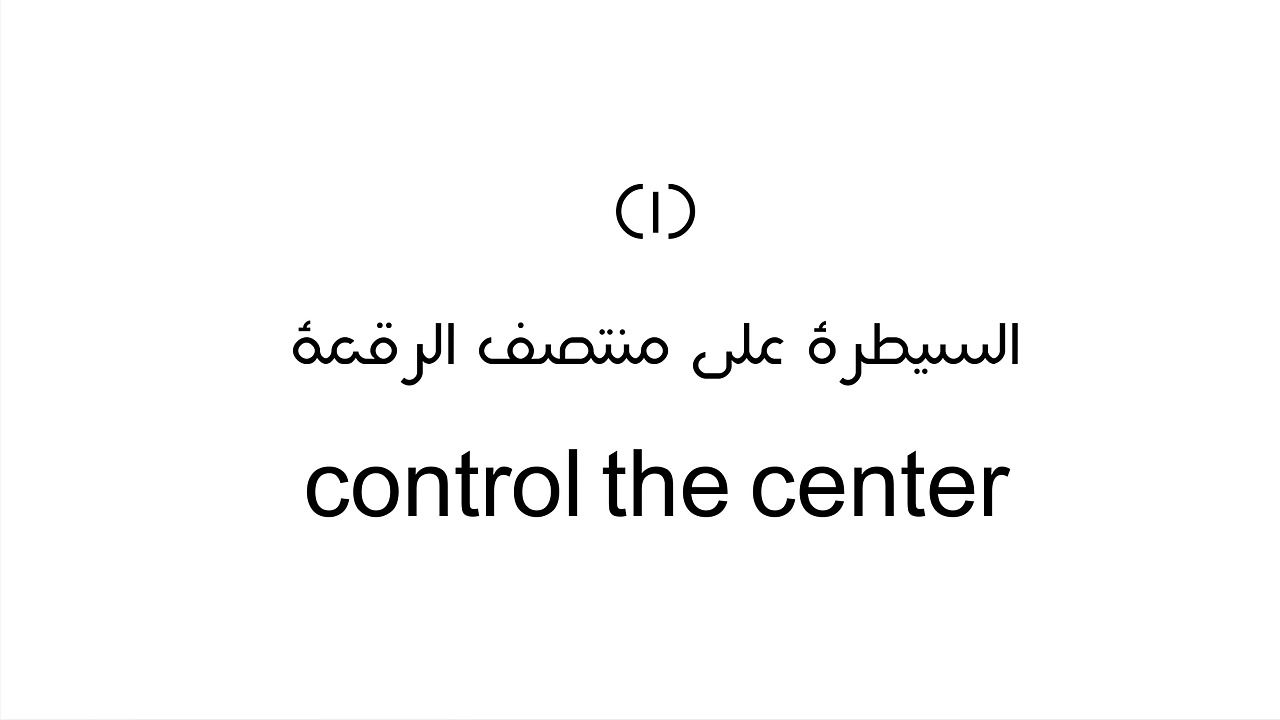 (١)
السيطرة على منتصف الرقعة
control the center